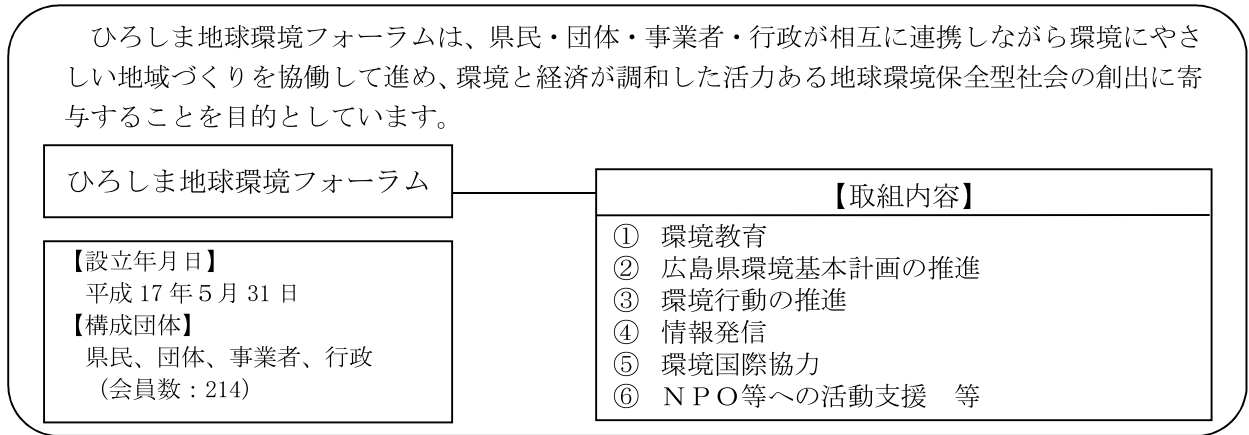 ひろしま地球環境フォーラムは、県民・団体・事業者・行政が相互に連携しながら環境にやさ
しい地域づくりを協働して進め、環境と経済が調和した活力ある地球環境保全型社会の創出に寄
与することを目的としています。
ひろしま地球環境フォーラム
【設立年月日】
平成 17 年５月 31 日
【構成団体】
県民、団体、事業者、行政
（会員数：214）
【取組内容】
① 環境教育
② 広島県環境基本計画の推進
③ 環境行動の推進
④ 情報発信
⑤ 環境国際協力
⑥ ＮＰＯ等への活動支援　等